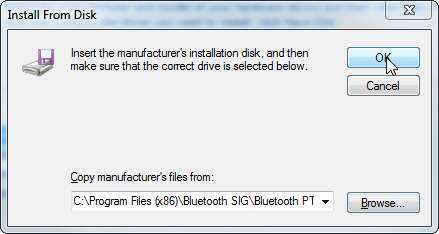 Install From Disk
Insert the manufacturer's installation disk, and then
make sure that the correct drive is selected below.
OK
Cancel
Copy manufacturer's files from:
C:\Program Files (x86)\Bluetooth SIG\Bluetooth PT
Browse...